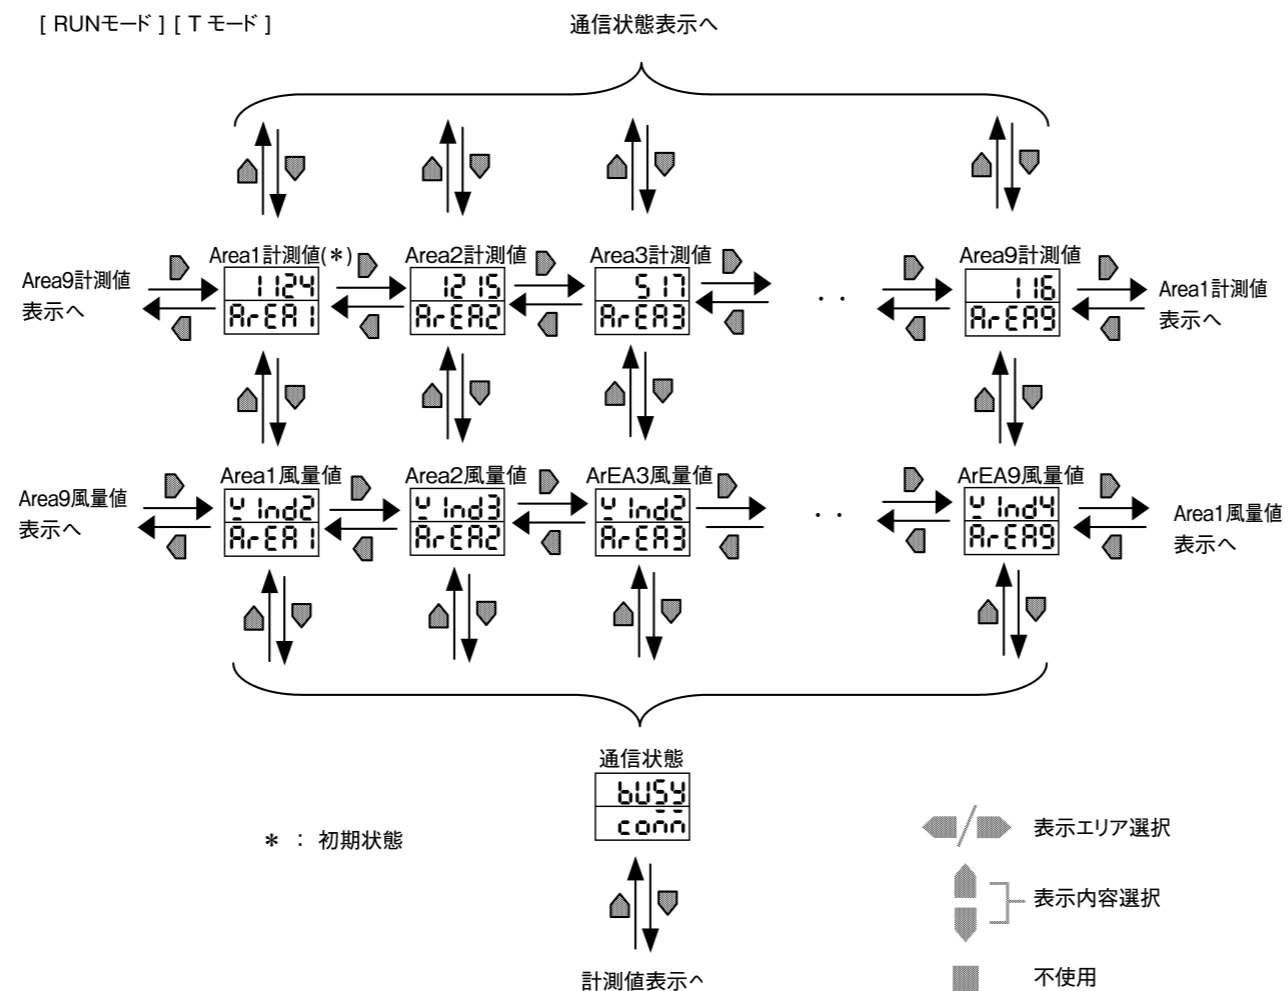 [ RUNモード ] [ T モード ]
通信状態表示へ
Area1計測値(*)
Area2計測値
Area3計測値
Area9計測値
Area9計測値
表示へ
1124
ArEA1
1215
ArEA2
517
ArEA3
. .
116
ArEA9
Area1計測値
表示へ
Area1風量値
Area2風量値
ArEA3風量値
ArEA9風量値
Area9風量値
表示へ
wInd2
ArEA1
wInd3
ArEA2
wInd2
ArEA3
. .
wInd4
ArEA9
Area1風量値
表示へ
通信状態
bUSY
comm
* : 初期状態
表示エリア選択
表示内容選択
不使用
計測値表示へ